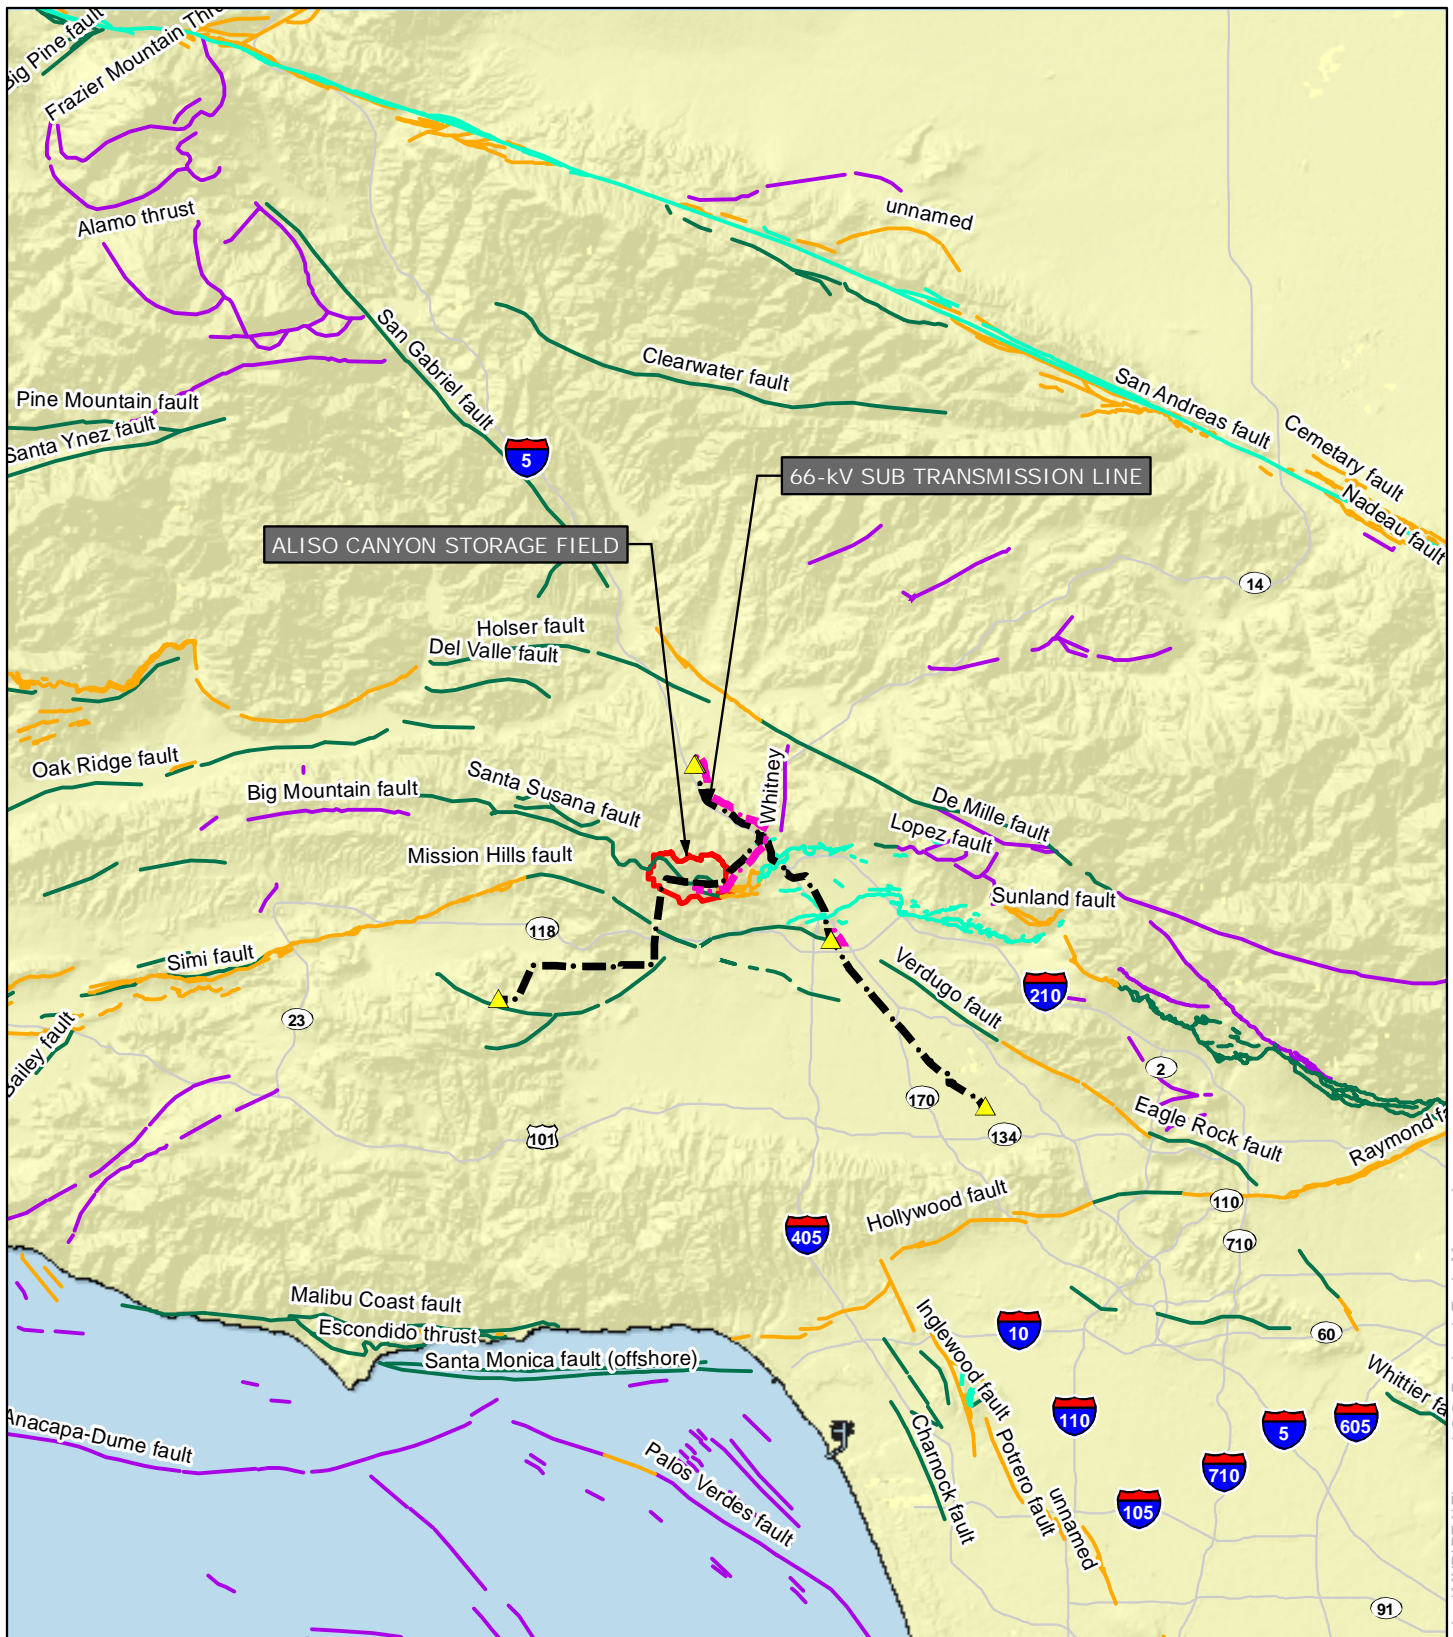 Big Pine fault
Frazier Mountain Thru
Alamo thrust
unnamed
San Gabriel fault
Clearwater fault
San Andreas fault
Pine Mountain fault
Santa Ynez fault
Cemetary fault
Nadeau fault
5
66-kV SUB TRANSMISSION LINE
ALISO CANYON STORAGE FIELD
14
Holser fault
Del Valle fault
Oak Ridge fault
Big Mountain fault
Santa Susana fault
Whitney
De Mille fault
Lopez fault
Mission Hills fault
Sunland fault
118
Simi fault
Verdugo fault
210
23
Bailey fault
2
170
Eagle Rock fault
101
134
Raymond fa
Hollywood fault
110
405
710
Malibu Coast fault
Escondido thrust
Santa Monica fault (offshore)
Inglewood fault
10
60
Whittier fa
Anacapa-Dume fault
Palos Verdes fault
Charnock fault
Potrero fault
unnamed
110
5
605
710
105
91